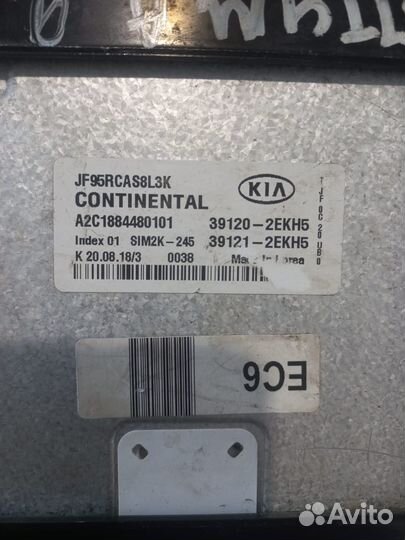 JF95RCAS8L3K
CONTINENTAL
KIA
A2C1884480101 39120-2EKH5
Index 01 SIM2K-245 39121-2EKH5
K 20.08.18/3 0038 Made in Korea
TJF0C20UB0
EC6
Avito